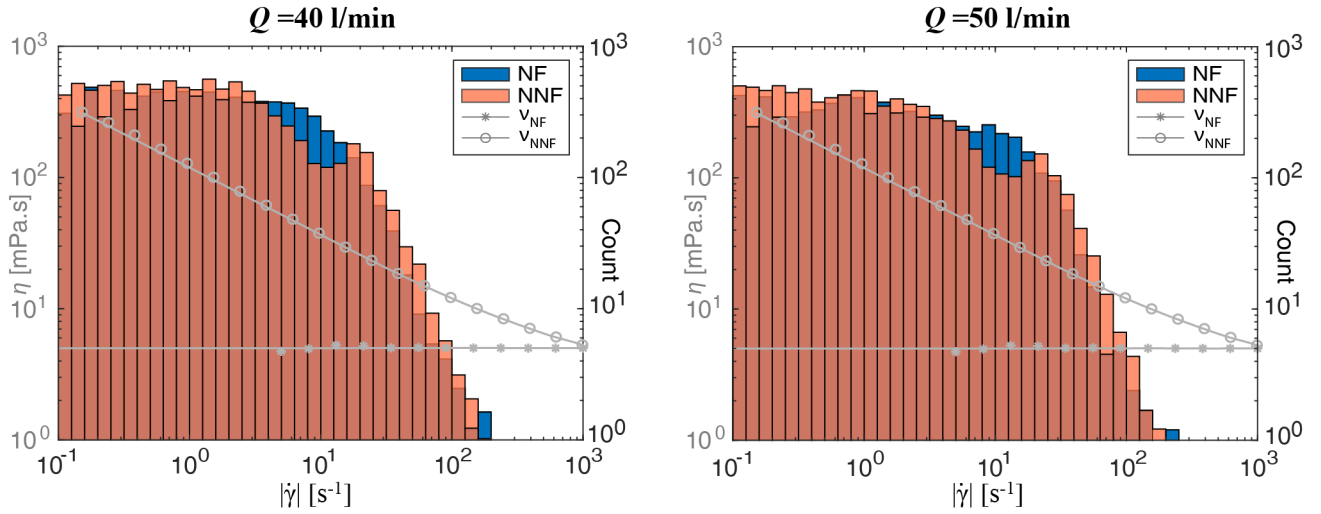 Q =40 l/min
10³
10²
10¹
10⁰
η [mPa.s]
NF
NNF
ν_NF
ν_NNF
10³
10²
10¹
10⁰
Count
10⁻¹ 10⁰ 10¹ 10² 10³
|γ̇| [s⁻¹]
Q =50 l/min
10³
10²
10¹
10⁰
η [mPa.s]
NF
NNF
ν_NF
ν_NNF
10³
10²
10¹
10⁰
Count
10⁻¹ 10⁰ 10¹ 10² 10³
|γ̇| [s⁻¹]